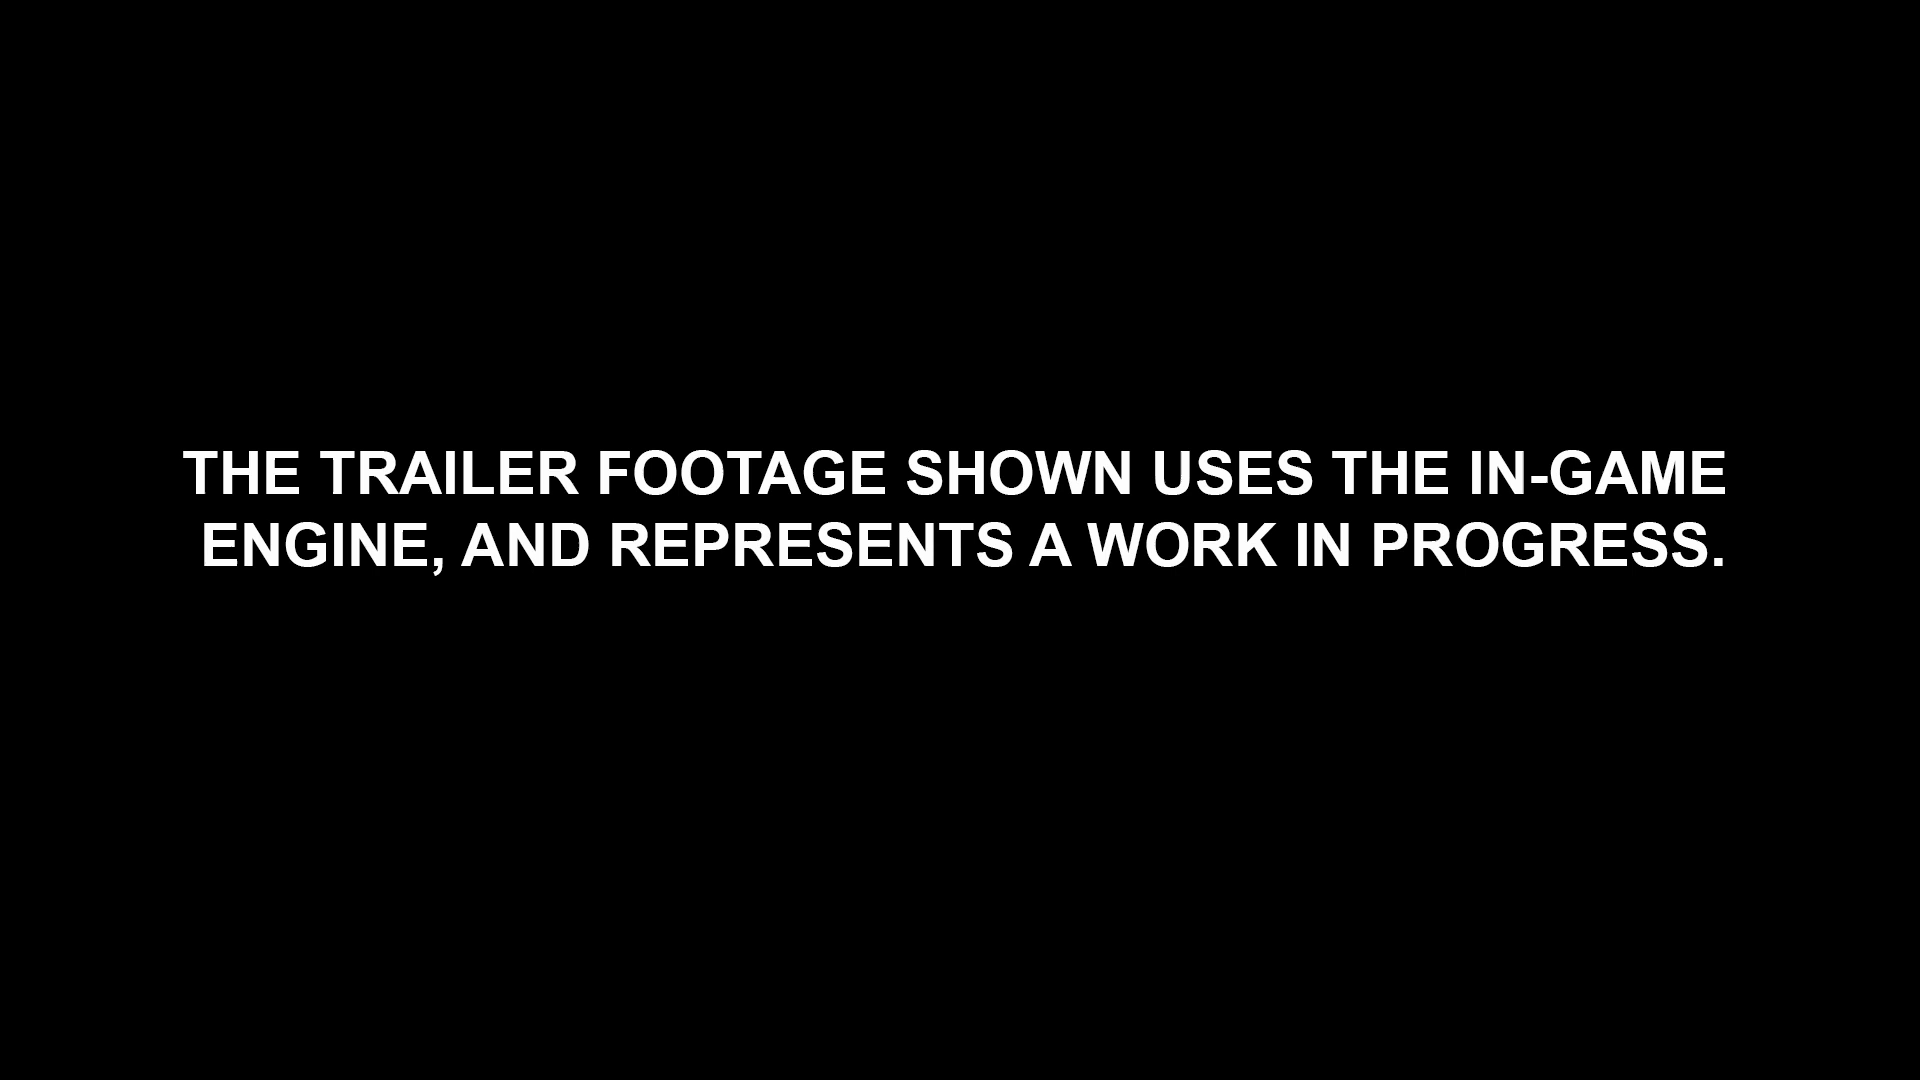 THE TRAILER FOOTAGE SHOWN USES THE IN-GAME
ENGINE, AND REPRESENTS A WORK IN PROGRESS.